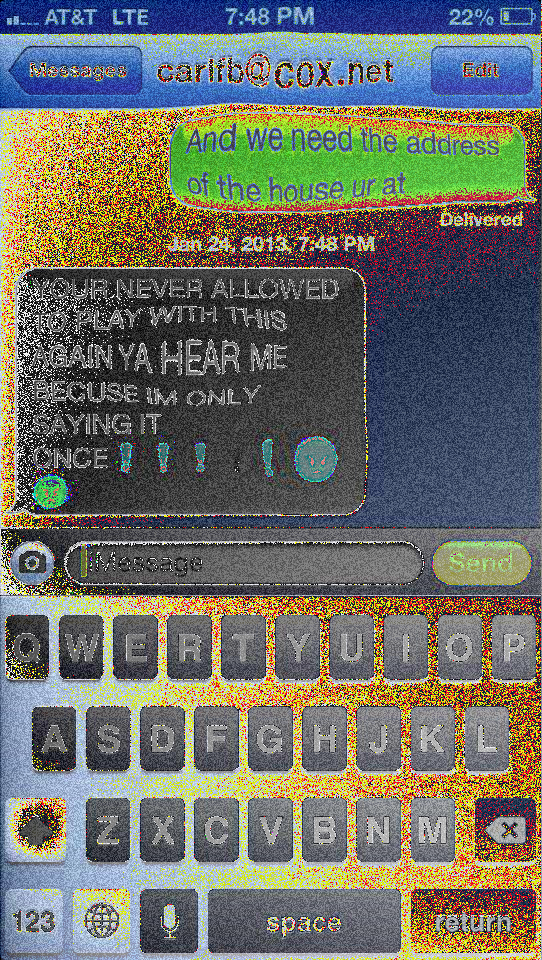 AT&T LTE 7:48 PM 22%
Messages carifb@cox.net Edit
And we need the address
of the house ur at
Delivered
Jan 24, 2013, 7:48 PM
YOUR NEVER ALLOWED
TO PLAY WITH THIS
AGAIN YA HEAR ME
BECUSE IM ONLY
SAYING IT
ONCE ❗❗❗❗❗
Message Send
Q W E R T Y U I O P
A S D F G H J K L
Z X C V B N M
123 space return